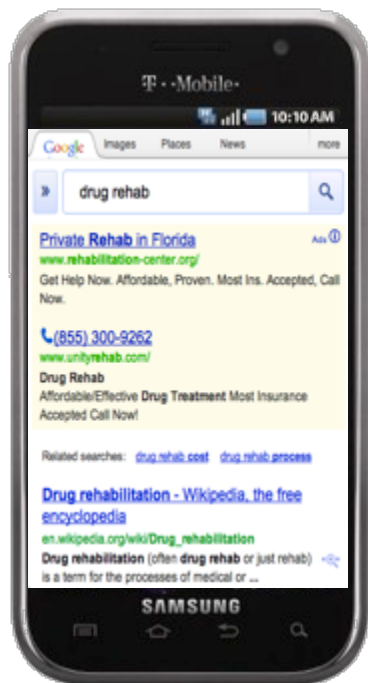 T··Mobile·
10:10 AM
Google Images Places News more
» drug rehab
Private Rehab in Florida Ads
www.rehabilitation-center.org/
Get Help Now. Affordable, Proven. Most Ins. Accepted, Call
Now.
(855) 300-9262
www.unityrehab.com/
Drug Rehab
Affordable/Effective Drug Treatment Most Insurance
Accepted Call Now!
Related searches: drug rehab cost drug rehab process
Drug rehabilitation - Wikipedia, the free
encyclopedia
en.wikipedia.org/wiki/Drug_rehabilitation
Drug rehabilitation (often drug rehab or just rehab)
is a term for the processes of medical or ...
SAMSUNG